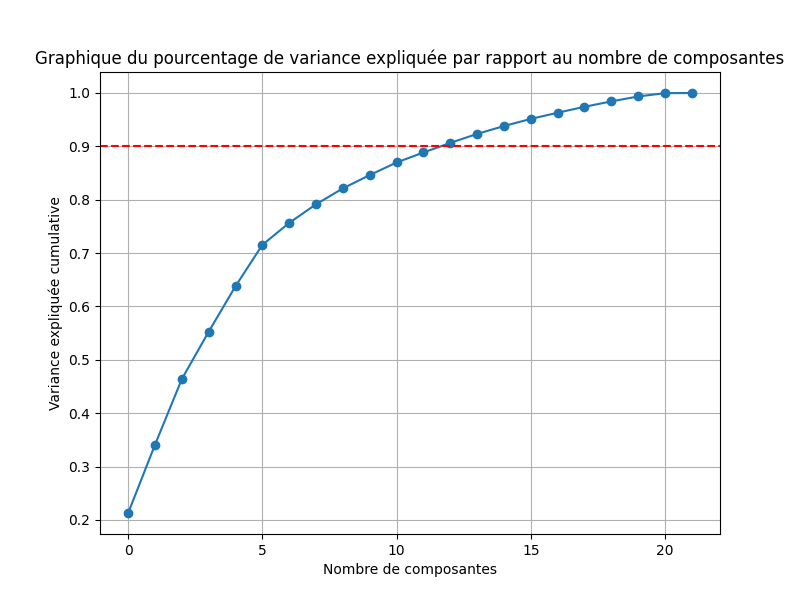 Graphique du pourcentage de variance expliquée par rapport au nombre de composantes
1.0
0.9
0.8
0.7
0.6
0.5
0.4
0.3
0.2
Variance expliquée cumulative
0 5 10 15 20
Nombre de composantes